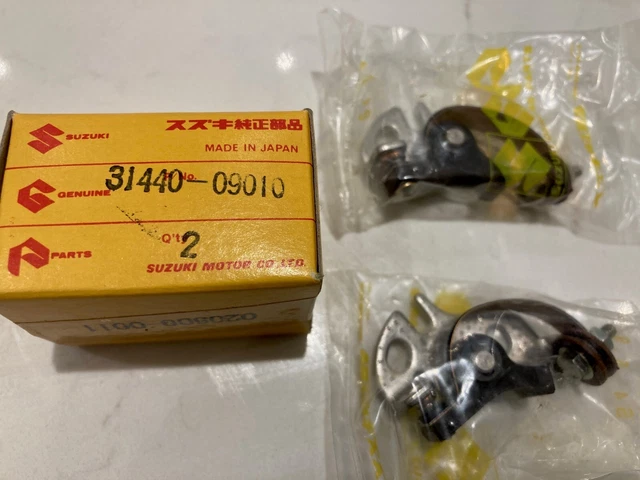 SUZUKI
スズキ純正部品
MADE IN JAPAN
GENUINE
No.
31440-09010
PARTS
Q'ty
2
SUZUKI MOTOR CO.,LTD.